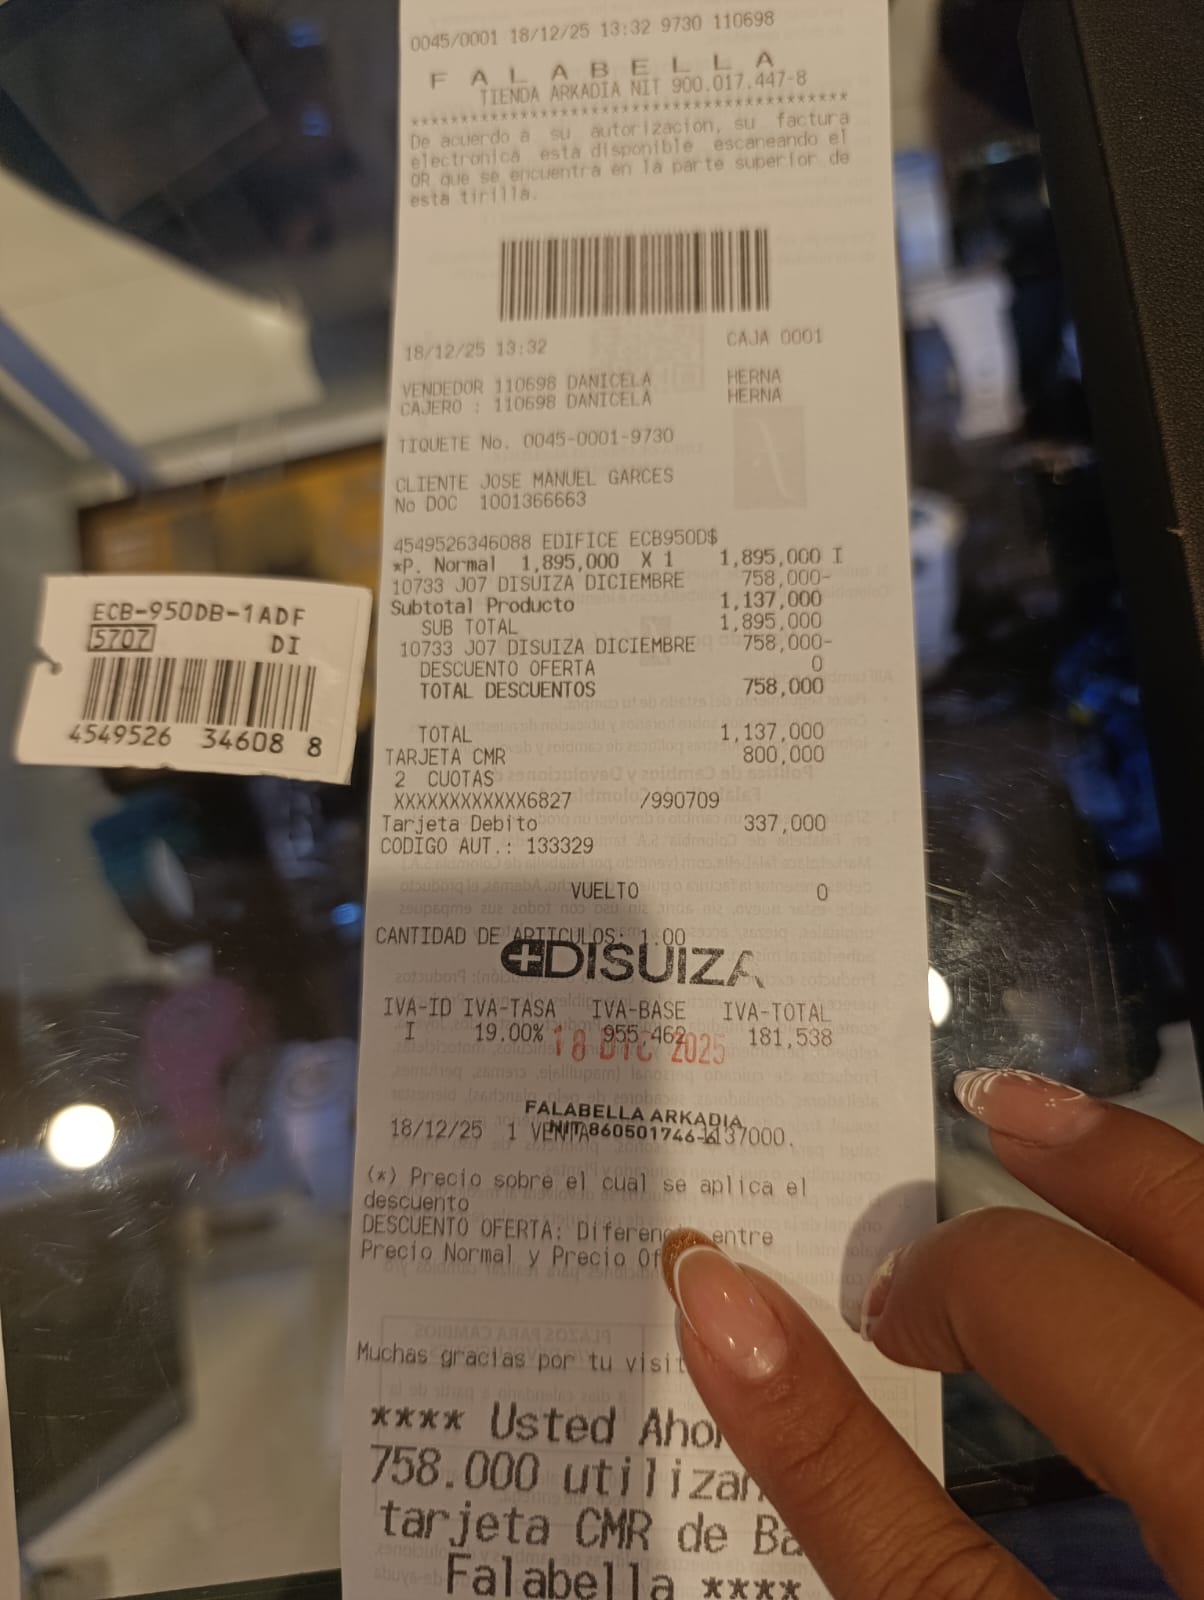 0045/0001 18/12/25 13:32 9730 110698
F A L A B E L L A
TIENDA ARKADIA NIT 900.017.447-8
******************************************
De acuerdo a su autorizacion, su factura
electronica esta disponible escaneando el
QR que se encuentra en la parte superior de
esta tirilla.
18/12/25 13:32 CAJA 0001
VENDEDOR 110698 DANICELA HERNA
CAJERO : 110698 DANICELA HERNA
TIQUETE No. 0045-0001-9730
CLIENTE JOSE MANUEL GARCES
No DOC 1001366663
4549526346088 EDIFICE ECB950D$
*P. Normal 1,895,000 X 1 1,895,000 I
10733 J07 DISUIZA DICIEMBRE 758,000-
Subtotal Producto 1,137,000
SUB TOTAL 1,895,000
10733 J07 DISUIZA DICIEMBRE 758,000-
DESCUENTO OFERTA 0
TOTAL DESCUENTOS 758,000
TOTAL 1,137,000
TARJETA CMR 800,000
2 CUOTAS
XXXXXXXXXXXX6827 /990709
Tarjeta Debito 337,000
CODIGO AUT.: 133329
VUELTO 0
CANTIDAD DE ARTICULOS: 1.00
DISUIZA
IVA-ID IVA-TASA IVA-BASE IVA-TOTAL
I 19.00% 955,462 181,538
18 DIC 2025
FALABELLA ARKADIA
NIT 860501746-6
18/12/25 1 VENTA 1137000.
(*) Precio sobre el cual se aplica el
descuento
DESCUENTO OFERTA: Diferenc entre
Precio Normal y Precio Of
Muchas gracias por tu visit
**** Usted Ahor
758.000 utilizan
tarjeta CMR de Ba
Falabella ****
ECB-950DB-1ADF
5707 DI
4549526 34608 8